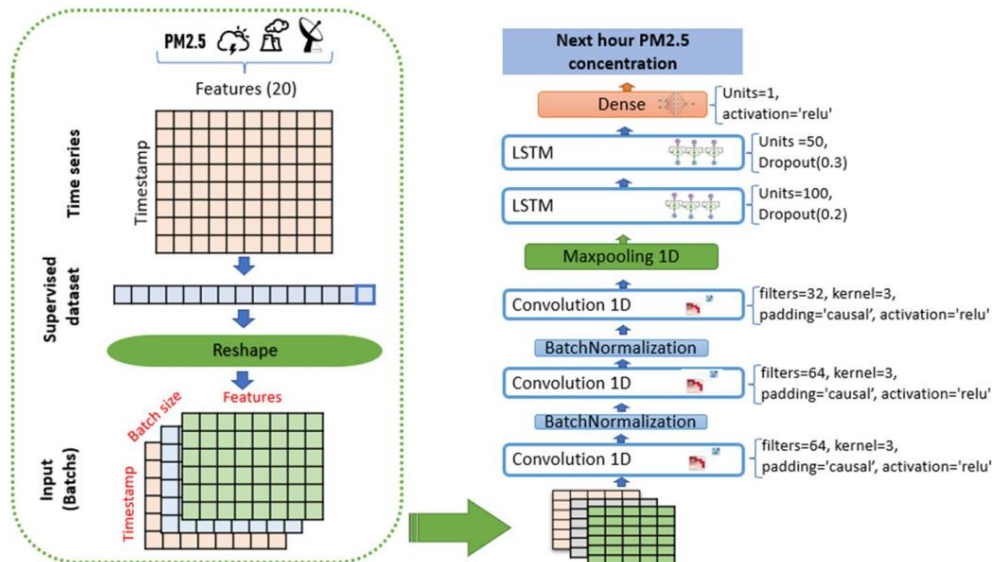 PM2.5
Features (20)
Time series
Timestamp
Supervised
dataset
Reshape
Input
(Batchs)
Batch size
Features
Timestamp
Next hour PM2.5
concentration
Dense
Units=1,
activation='relu'
LSTM
Units =50,
Dropout(0.3)
LSTM
Units=100,
Dropout(0.2)
Maxpooling 1D
Convolution 1D
filters=32, kernel=3,
padding='causal’, activation='relu'
BatchNormalization
Convolution 1D
filters=64, kernel=3,
padding='causal’, activation='relu'
BatchNormalization
Convolution 1D
filters=64, kernel=3,
padding='causal’, activation='relu'